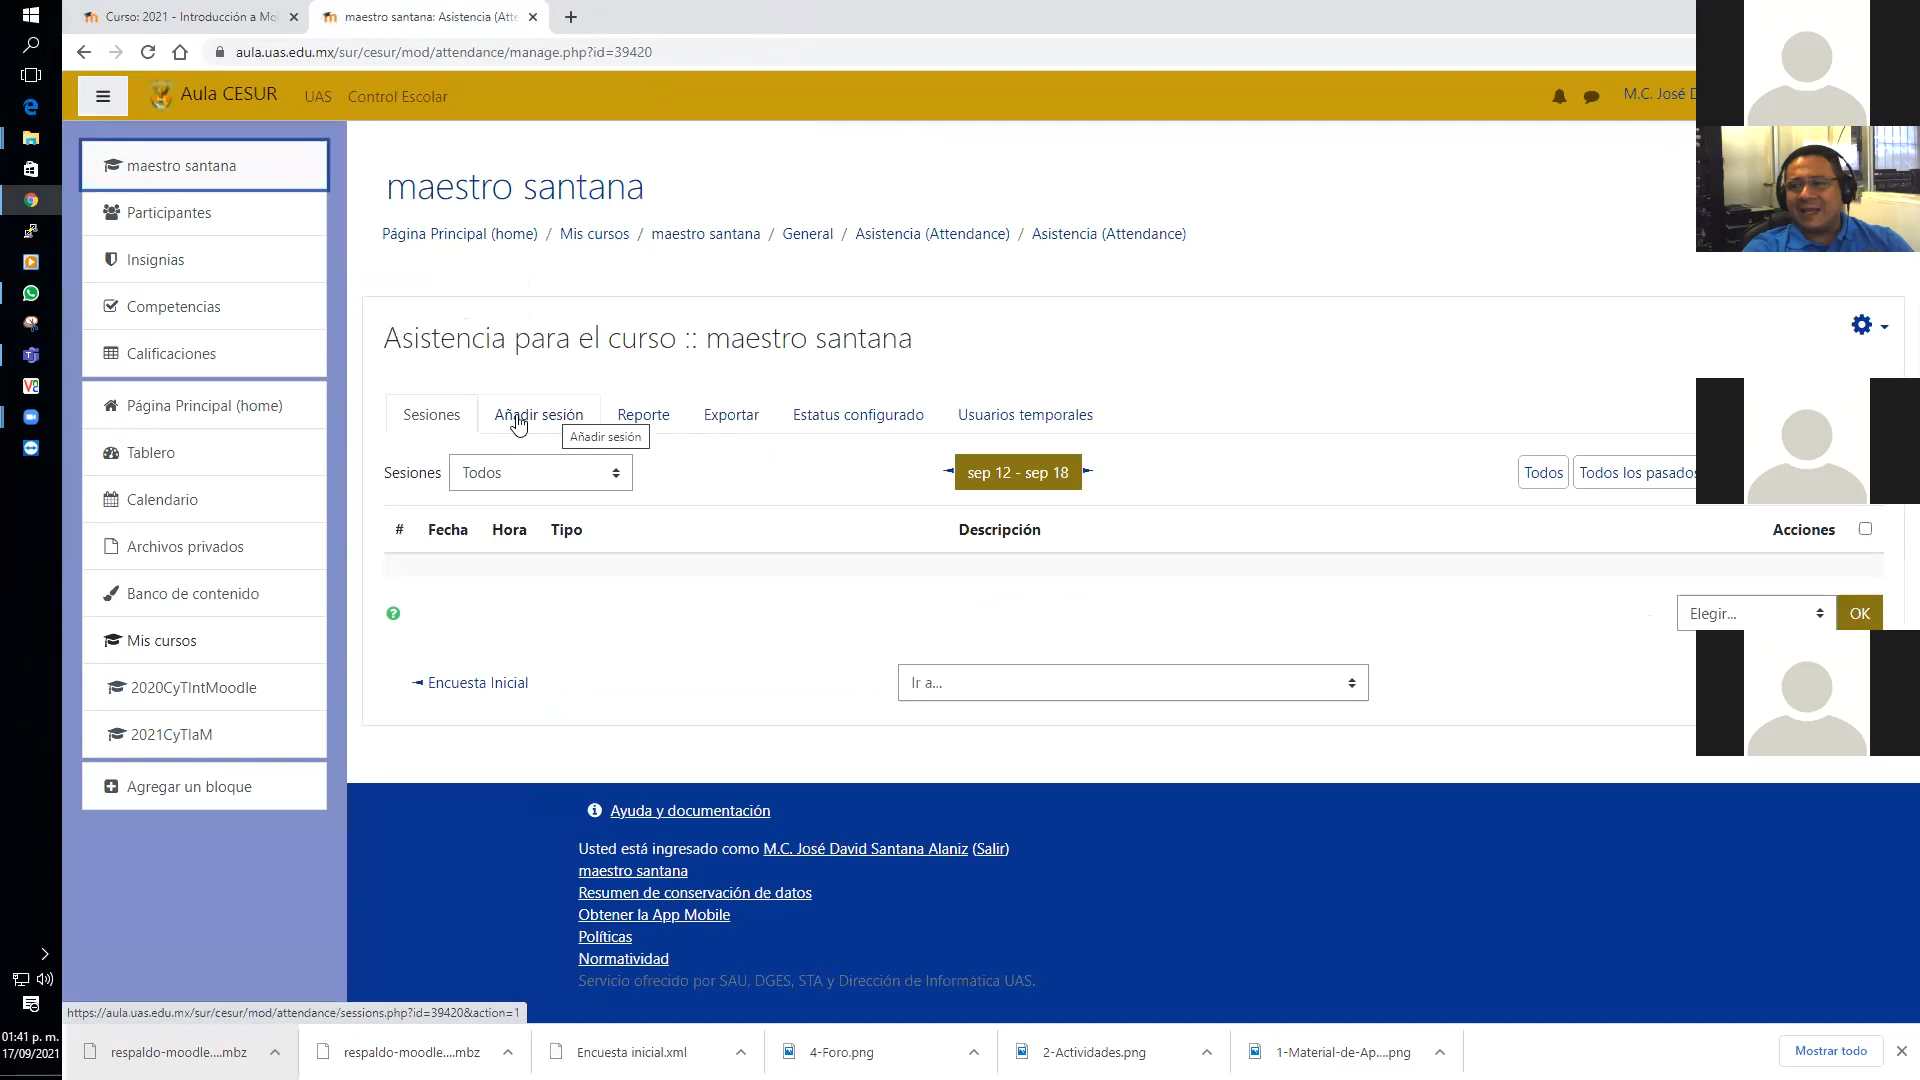 Curso: 2021 - Introducción a Mo
maestro santana: Asistencia (Att
aula.uas.edu.mx/sur/cesur/mod/attendance/manage.php?id=39420
Aula CESUR
UAS
Control Escolar
M.C. José D
maestro santana
Participantes
Insignias
Competencias
Calificaciones
Página Principal (home)
Tablero
Calendario
Archivos privados
Banco de contenido
Mis cursos
2020CyTIntMoodle
2021CyTIaM
Agregar un bloque
maestro santana
Página Principal (home) / Mis cursos / maestro santana / General / Asistencia (Attendance) / Asistencia (Attendance)
Asistencia para el curso :: maestro santana
Sesiones
Añadir sesión
Reporte
Exportar
Estatus configurado
Usuarios temporales
Añadir sesión
Sesiones
Todos
sep 12 - sep 18
Todos
Todos los pasados
# Fecha Hora Tipo Descripción Acciones
Elegir...
OK
Encuesta Inicial
Ir a...
Ayuda y documentación
Usted está ingresado como M.C. José David Santana Alaniz (Salir)
maestro santana
Resumen de conservación de datos
Obtener la App Mobile
Políticas
Normatividad
Servicio ofrecido por SAU, DGES, STA y Dirección de Informática UAS.
https://aula.uas.edu.mx/sur/cesur/mod/attendance/sessions.php?id=39420&action=1
01:41 p. m.
17/09/2021
respaldo-moodle....mbz
respaldo-moodle....mbz
Encuesta inicial.xml
4-Foro.png
2-Actividades.png
1-Material-de-Ap....png
Mostrar todo